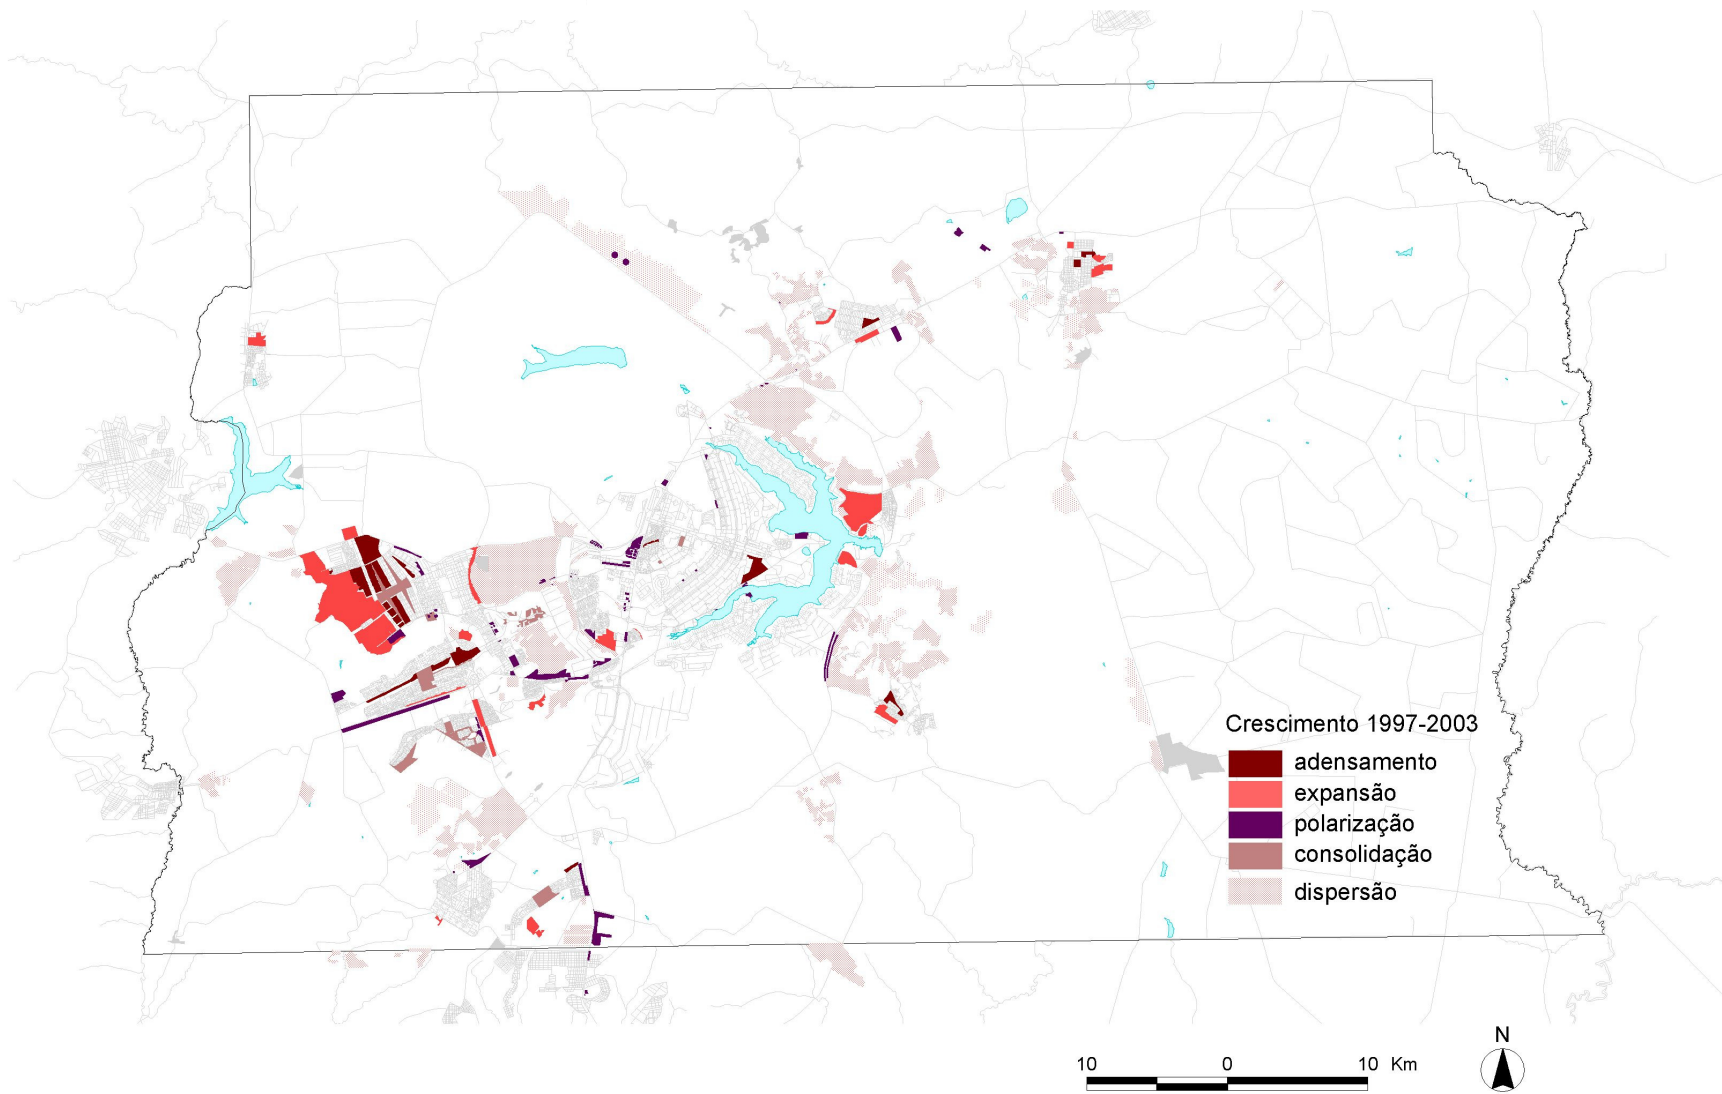 Crescimento 1997-2003
adensamento
expansão
polarização
consolidação
dispersão
N
10 0 10 Km